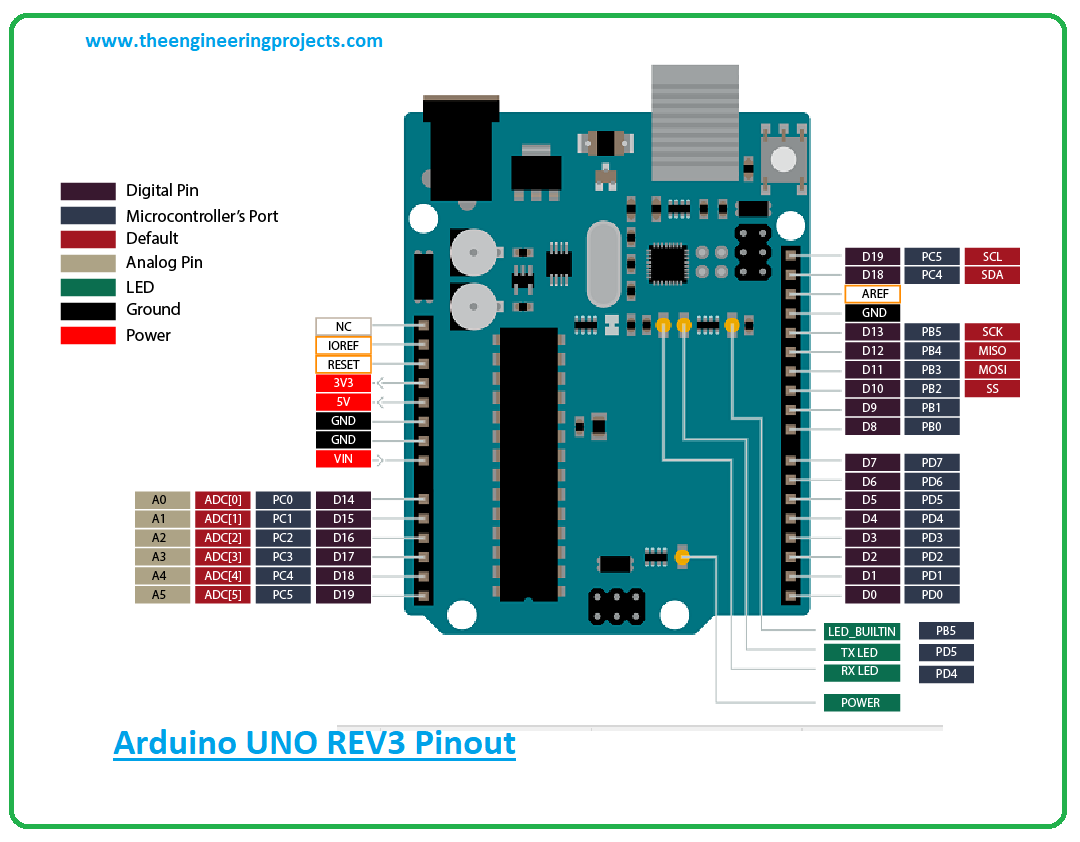 www.theengineeringprojects.com
Digital Pin
Microcontroller's Port
Default
Analog Pin
LED
Ground
Power
NC
IOREF
RESET
3V3
5V
GND
GND
VIN
A0 ADC[0] PC0 D14
A1 ADC[1] PC1 D15
A2 ADC[2] PC2 D16
A3 ADC[3] PC3 D17
A4 ADC[4] PC4 D18
A5 ADC[5] PC5 D19
D19 PC5 SCL
D18 PC4 SDA
AREF
GND
D13 PB5 SCK
D12 PB4 MISO
D11 PB3 MOSI
D10 PB2 SS
D9 PB1
D8 PB0
D7 PD7
D6 PD6
D5 PD5
D4 PD4
D3 PD3
D2 PD2
D1 PD1
D0 PD0
LED_BUILTIN PB5
TX LED PD5
RX LED PD4
POWER
Arduino UNO REV3 Pinout